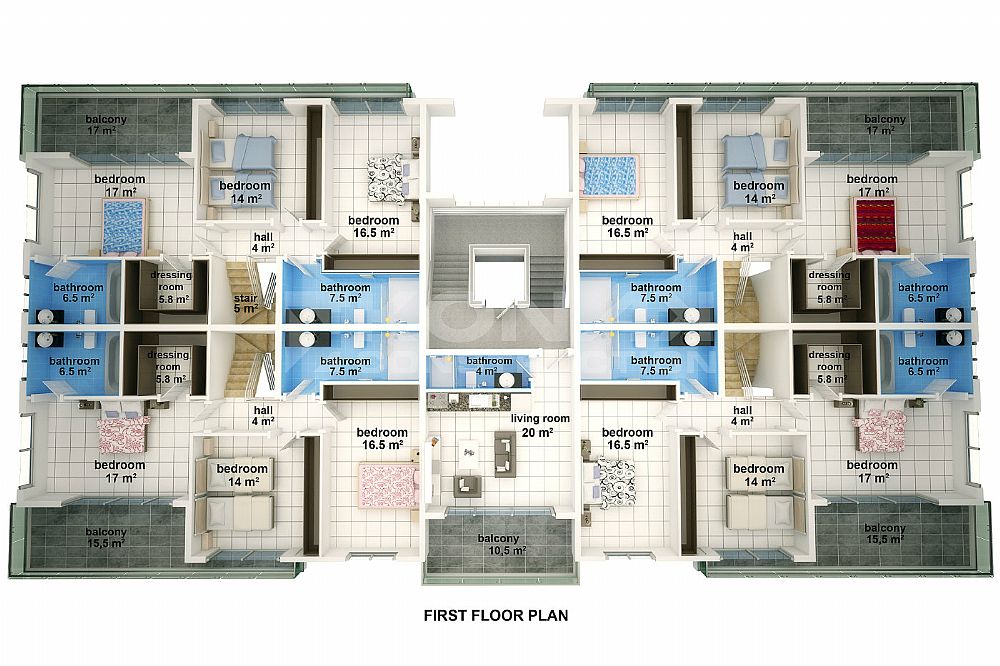 balcony
17 m²
balcony
17 m²
bedroom
17 m²
bedroom
14 m²
bedroom
16.5 m²
bedroom
16.5 m²
bedroom
14 m²
bedroom
17 m²
hall
4 m²
hall
4 m²
bathroom
6.5 m²
dressing
room
5.8 m²
stair
5 m²
bathroom
7.5 m²
bathroom
7.5 m²
dressing
room
5.8 m²
bathroom
6.5 m²
bathroom
6.5 m²
dressing
room
5.8 m²
bathroom
7.5 m²
bathroom
4 m²
bathroom
7.5 m²
dressing
room
5.8 m²
bathroom
6.5 m²
hall
4 m²
living room
20 m²
hall
4 m²
bedroom
17 m²
bedroom
14 m²
bedroom
16.5 m²
bedroom
16.5 m²
bedroom
14 m²
bedroom
17 m²
balcony
15,5 m²
balcony
10,5 m²
balcony
15,5 m²
FIRST FLOOR PLAN